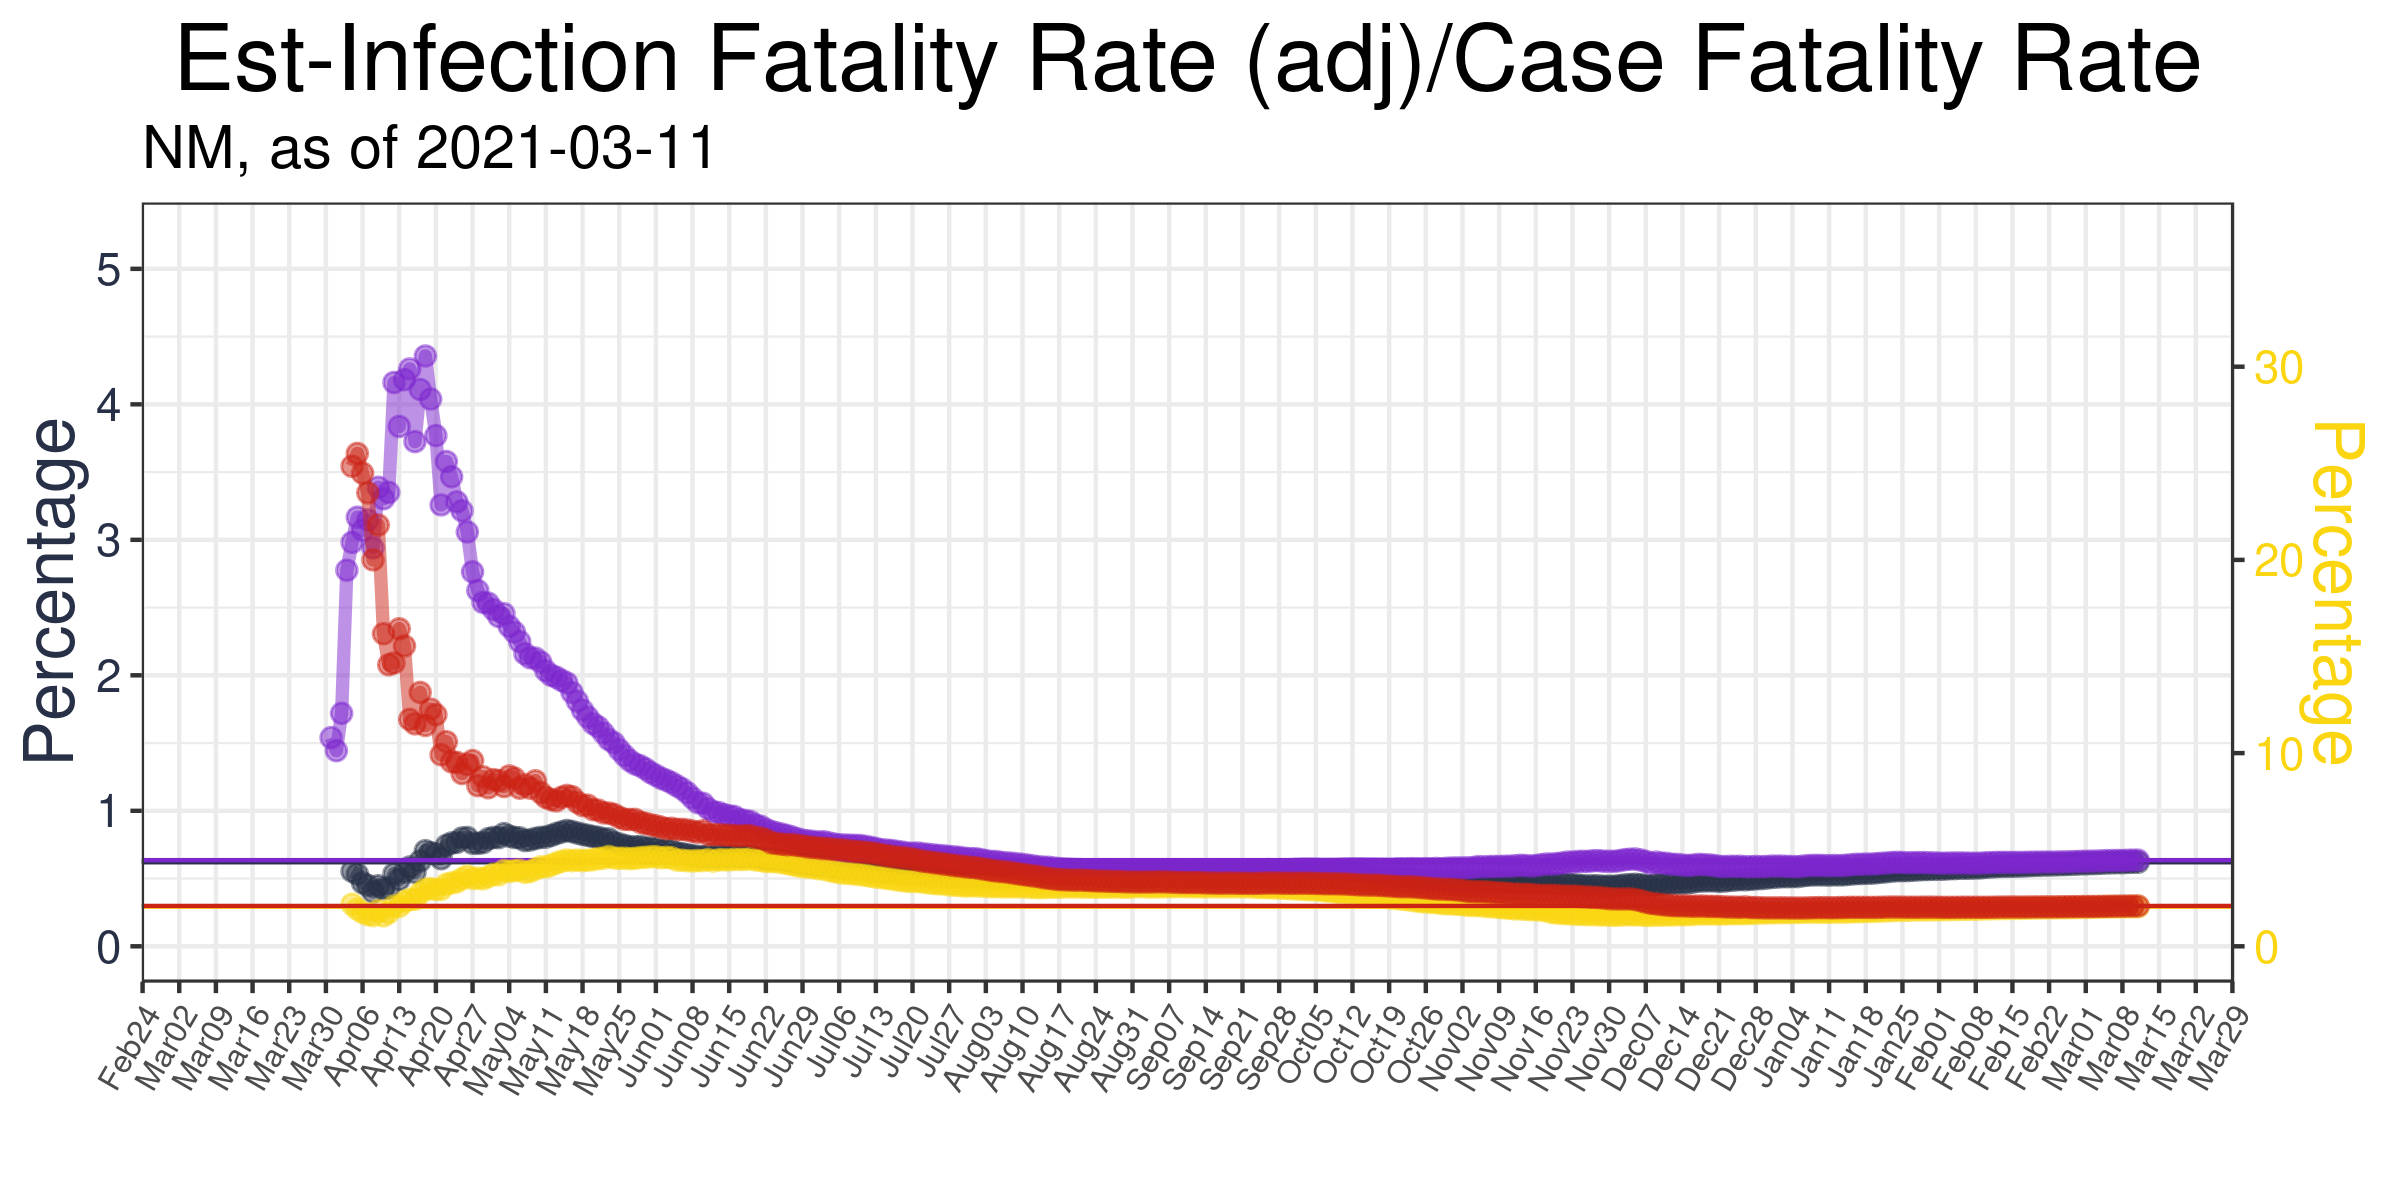 Est-Infection Fatality Rate (adj)/Case Fatality Rate
NM, as of 2021-03-11
Percentage
5
4
3
2
1
0
30
20
10
0
Percentage
Feb24
Mar02
Mar09
Mar16
Mar23
Mar30
Apr06
Apr13
Apr20
Apr27
May04
May11
May18
May25
Jun01
Jun08
Jun15
Jun22
Jun29
Jul06
Jul13
Jul20
Jul27
Aug03
Aug10
Aug17
Aug24
Aug31
Sep07
Sep14
Sep21
Sep28
Oct05
Oct12
Oct19
Oct26
Nov02
Nov09
Nov16
Nov23
Nov30
Dec07
Dec14
Dec21
Dec28
Jan04
Jan11
Jan18
Jan25
Feb01
Feb08
Feb15
Feb22
Mar01
Mar08
Mar15
Mar22
Mar29